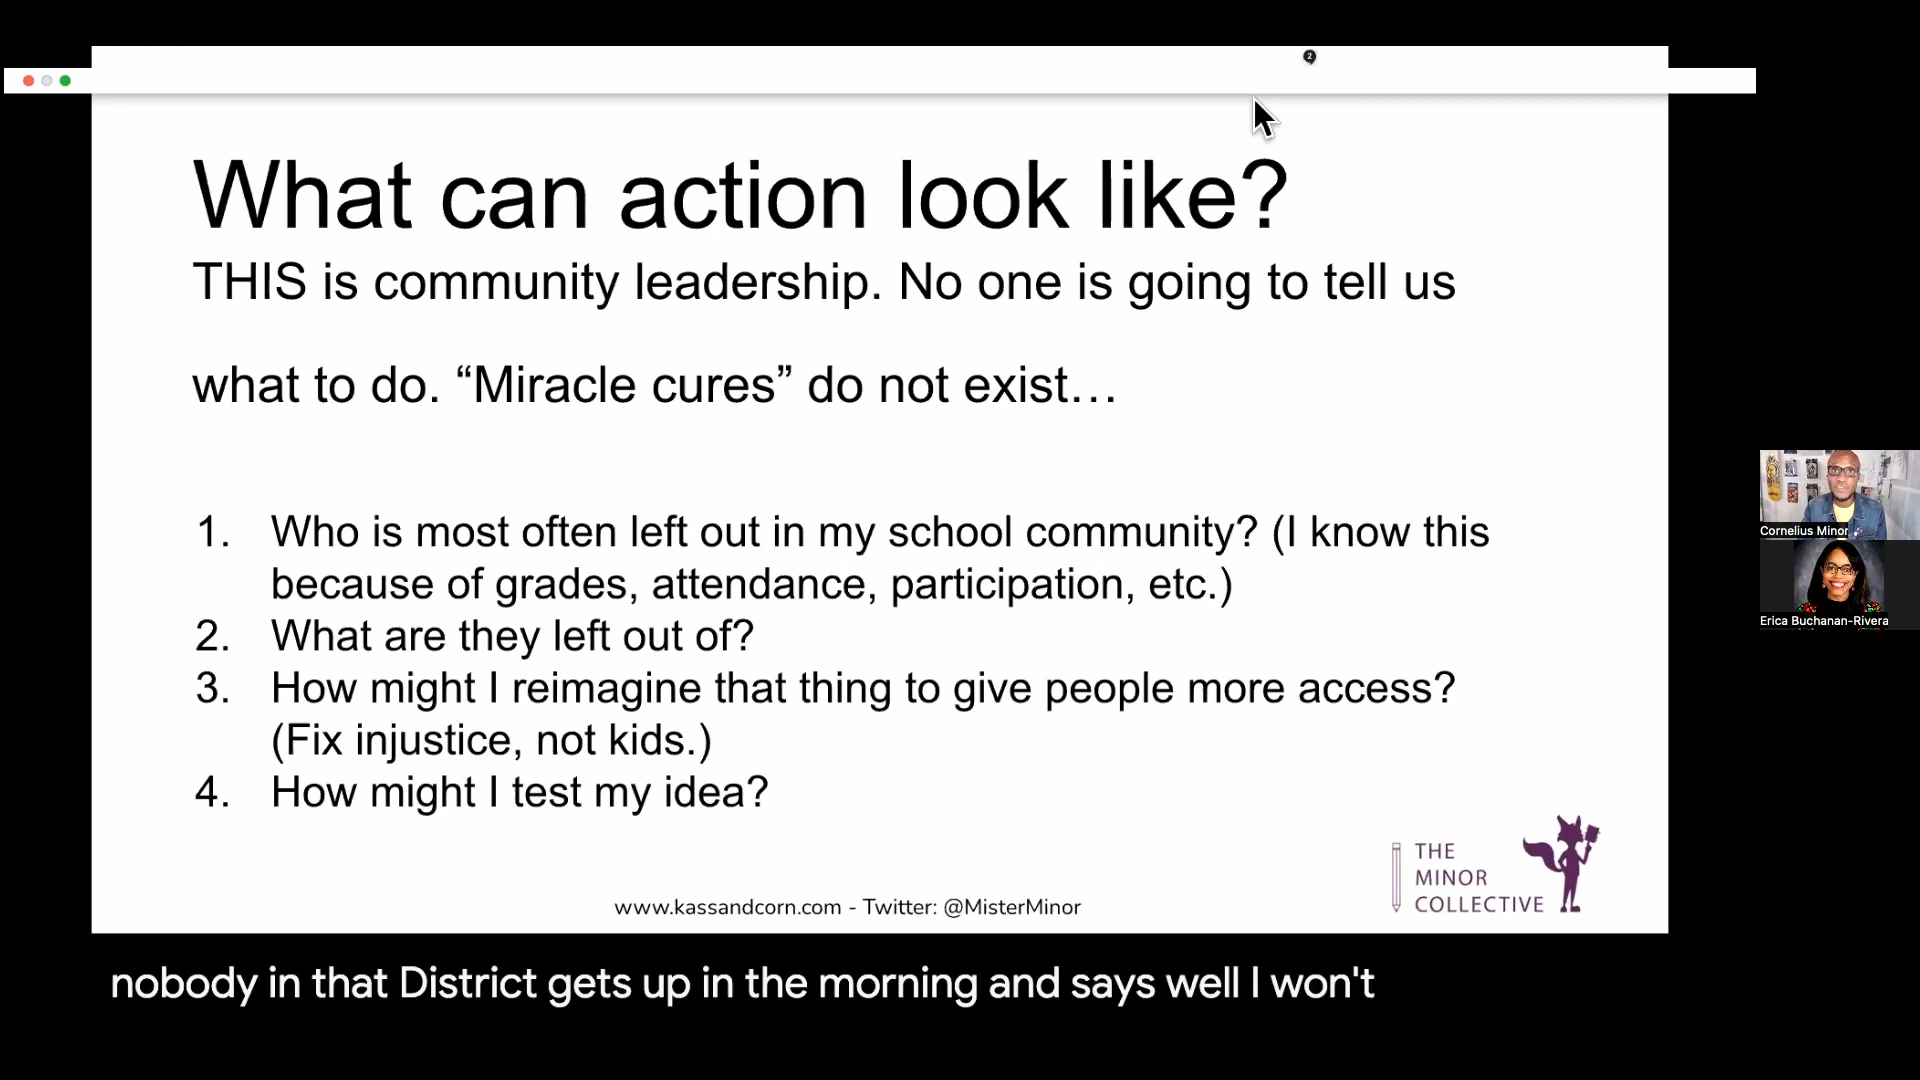 2
What can action look like?
THIS is community leadership. No one is going to tell us
what to do. “Miracle cures” do not exist…
1. Who is most often left out in my school community? (I know this
because of grades, attendance, participation, etc.)
2. What are they left out of?
3. How might I reimagine that thing to give people more access?
(Fix injustice, not kids.)
4. How might I test my idea?
THE
MINOR
COLLECTIVE
www.kassandcorn.com - Twitter: @MisterMinor
Cornelius Minor
Erica Buchanan-Rivera
nobody in that District gets up in the morning and says well I won't